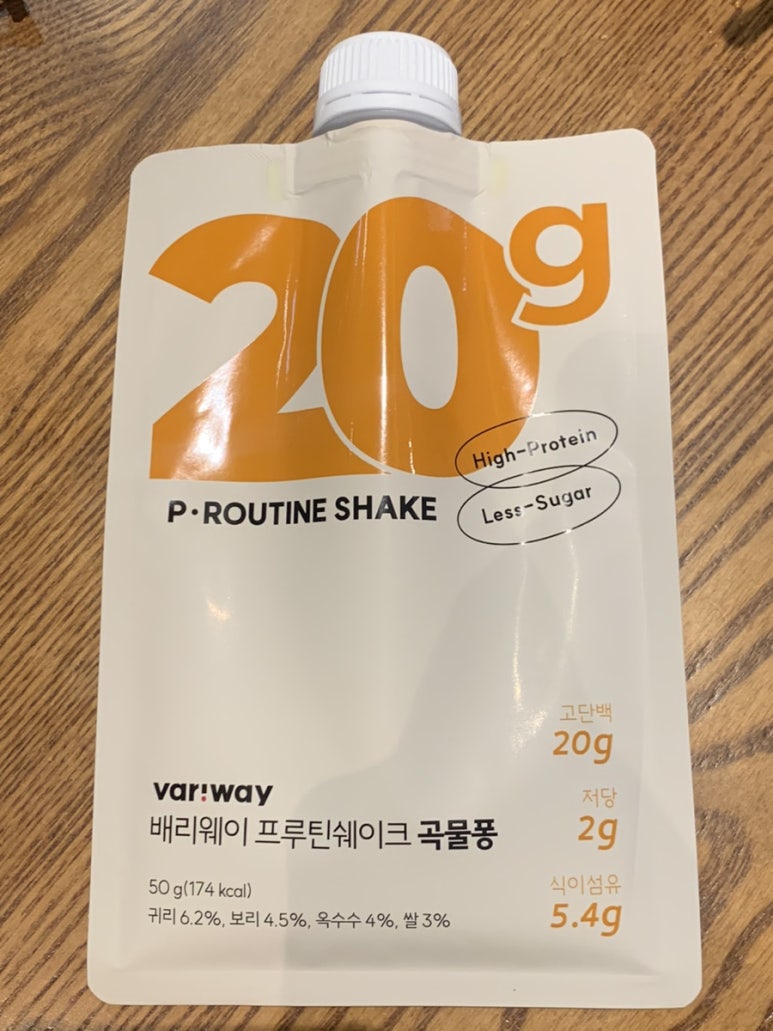 20g
High-Protein
Less-Sugar
P·ROUTINE SHAKE
고단백
20g
저당
2g
식이섬유
5.4g
var!way
배리웨이 프루틴쉐이크 곡물퐁
50 g(174 kcal)
귀리 6.2%, 보리 4.5%, 옥수수 4%, 쌀 3%